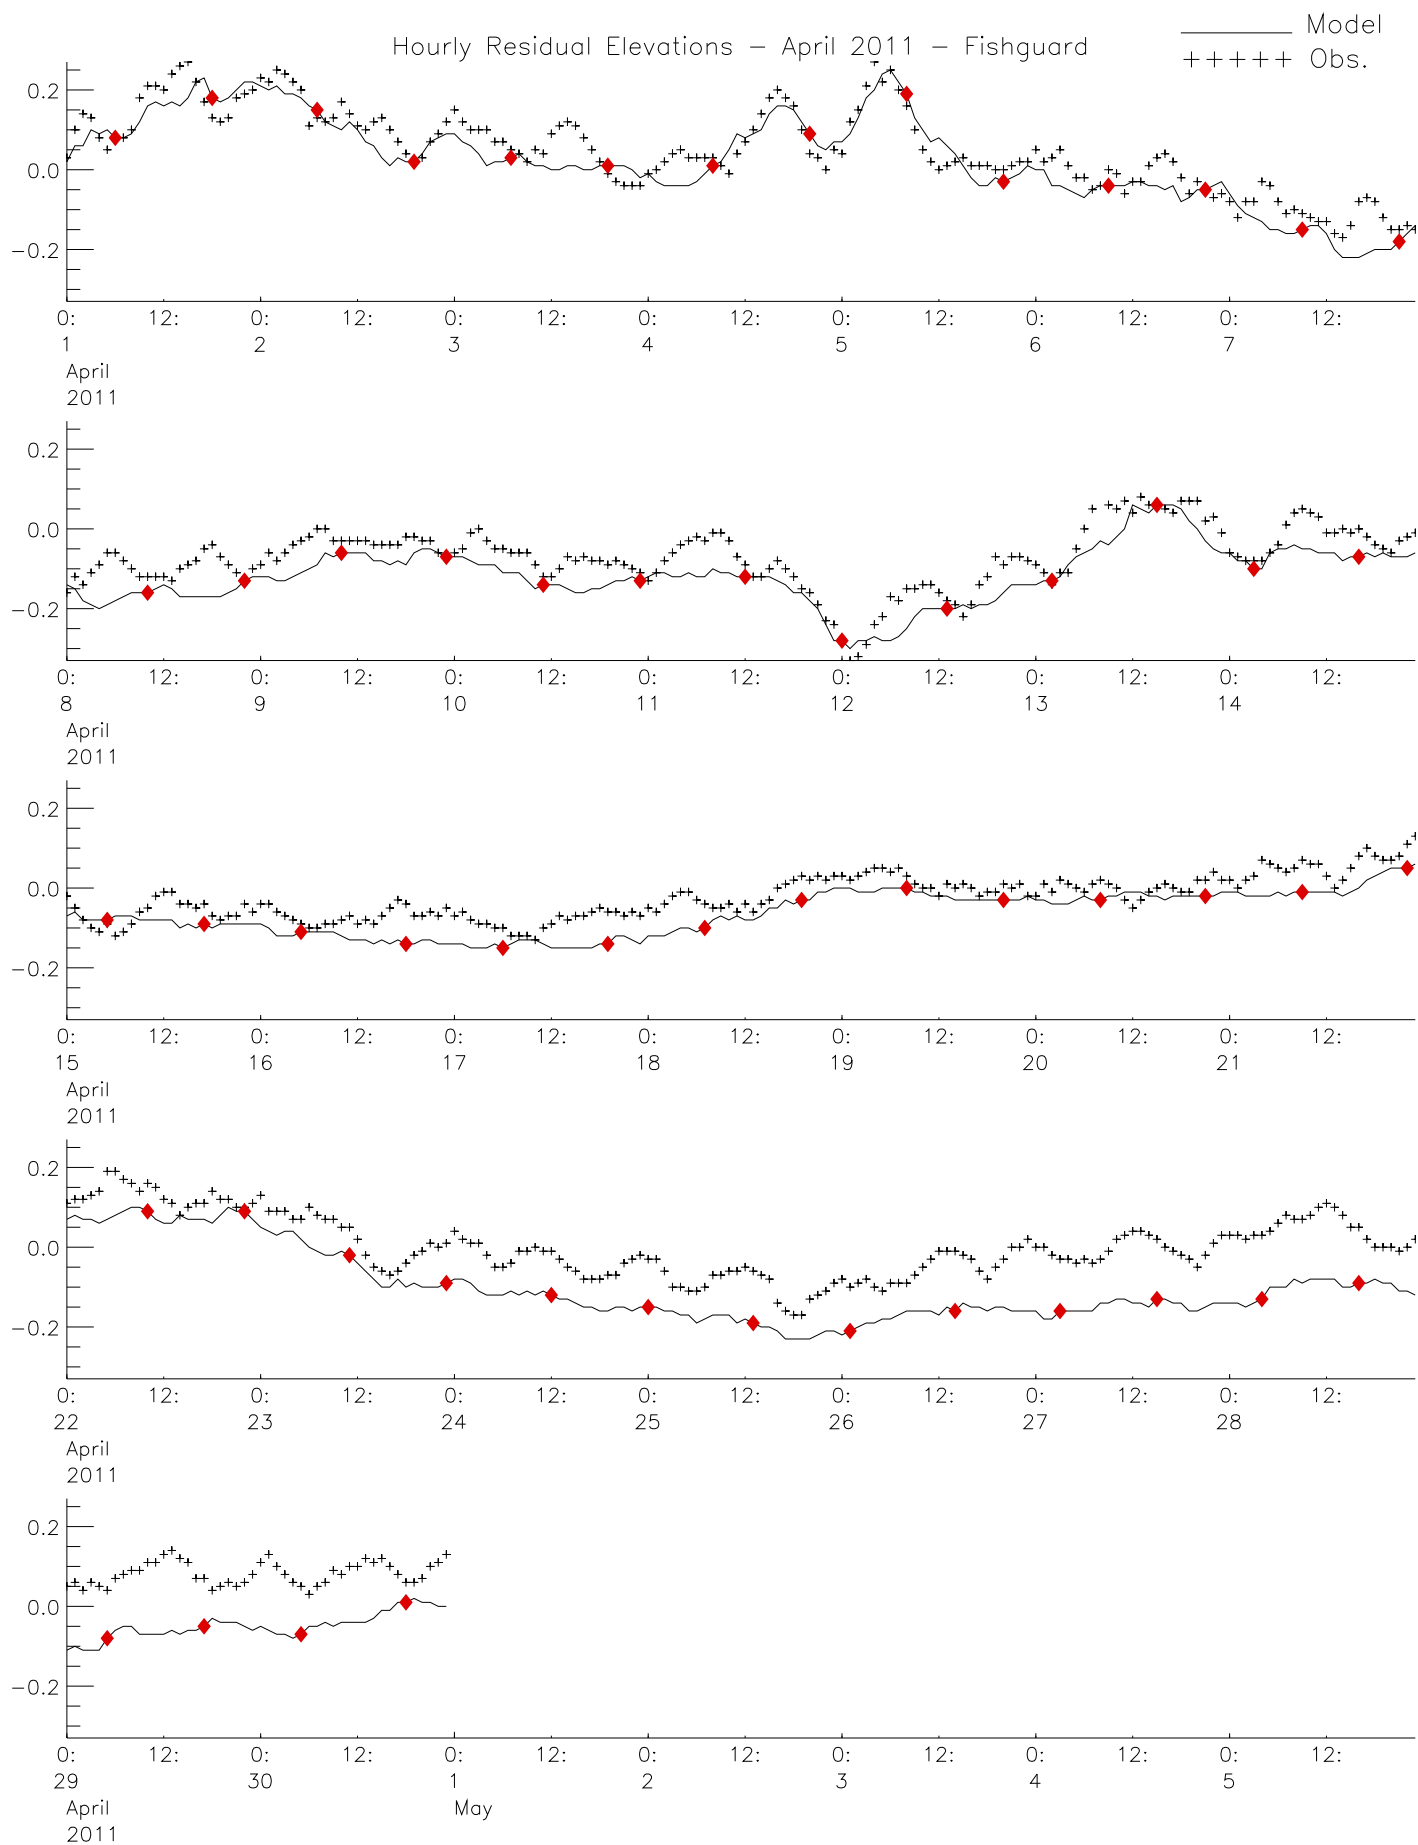 Model
Hourly Residual Elevations − April 2011 − Fishguard
+++++ Obs.
0.2
0.0
−0.2
0: 12: 0: 12: 0: 12: 0: 12: 0: 12: 0: 12: 0: 12:
1 2 3 4 5 6 7
April
2011
0.2
0.0
−0.2
0: 12: 0: 12: 0: 12: 0: 12: 0: 12: 0: 12: 0: 12:
8 9 10 11 12 13 14
April
2011
0.2
0.0
−0.2
0: 12: 0: 12: 0: 12: 0: 12: 0: 12: 0: 12: 0: 12:
15 16 17 18 19 20 21
April
2011
0.2
0.0
−0.2
0: 12: 0: 12: 0: 12: 0: 12: 0: 12: 0: 12: 0: 12:
22 23 24 25 26 27 28
April
2011
0.2
0.0
−0.2
0: 12: 0: 12: 0: 12: 0: 12: 0: 12: 0: 12: 0: 12:
29 30 1 2 3 4 5
April May
2011